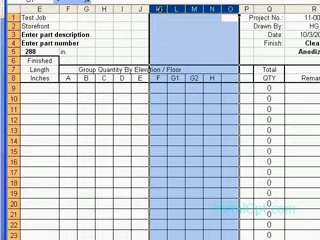 E F G H I J K L M N O P Q R
1 Test Job Project No.: 11-00
2 Storefront Drawn By: HG
3 Enter part description 10/3/20
4 Enter part number Finish: Clea
5 288 in. Anodiz
6 Finished
7 Length Group Quantity By Elevation / Floor Total
8 Inches A B C D E F G1 G2 H QTY Remar
9 0
10 0
11 0
12 0
13 0
14 0
15 0
16 0
17 0
18 0
19 0
20 0
21 0
22 0
23 0